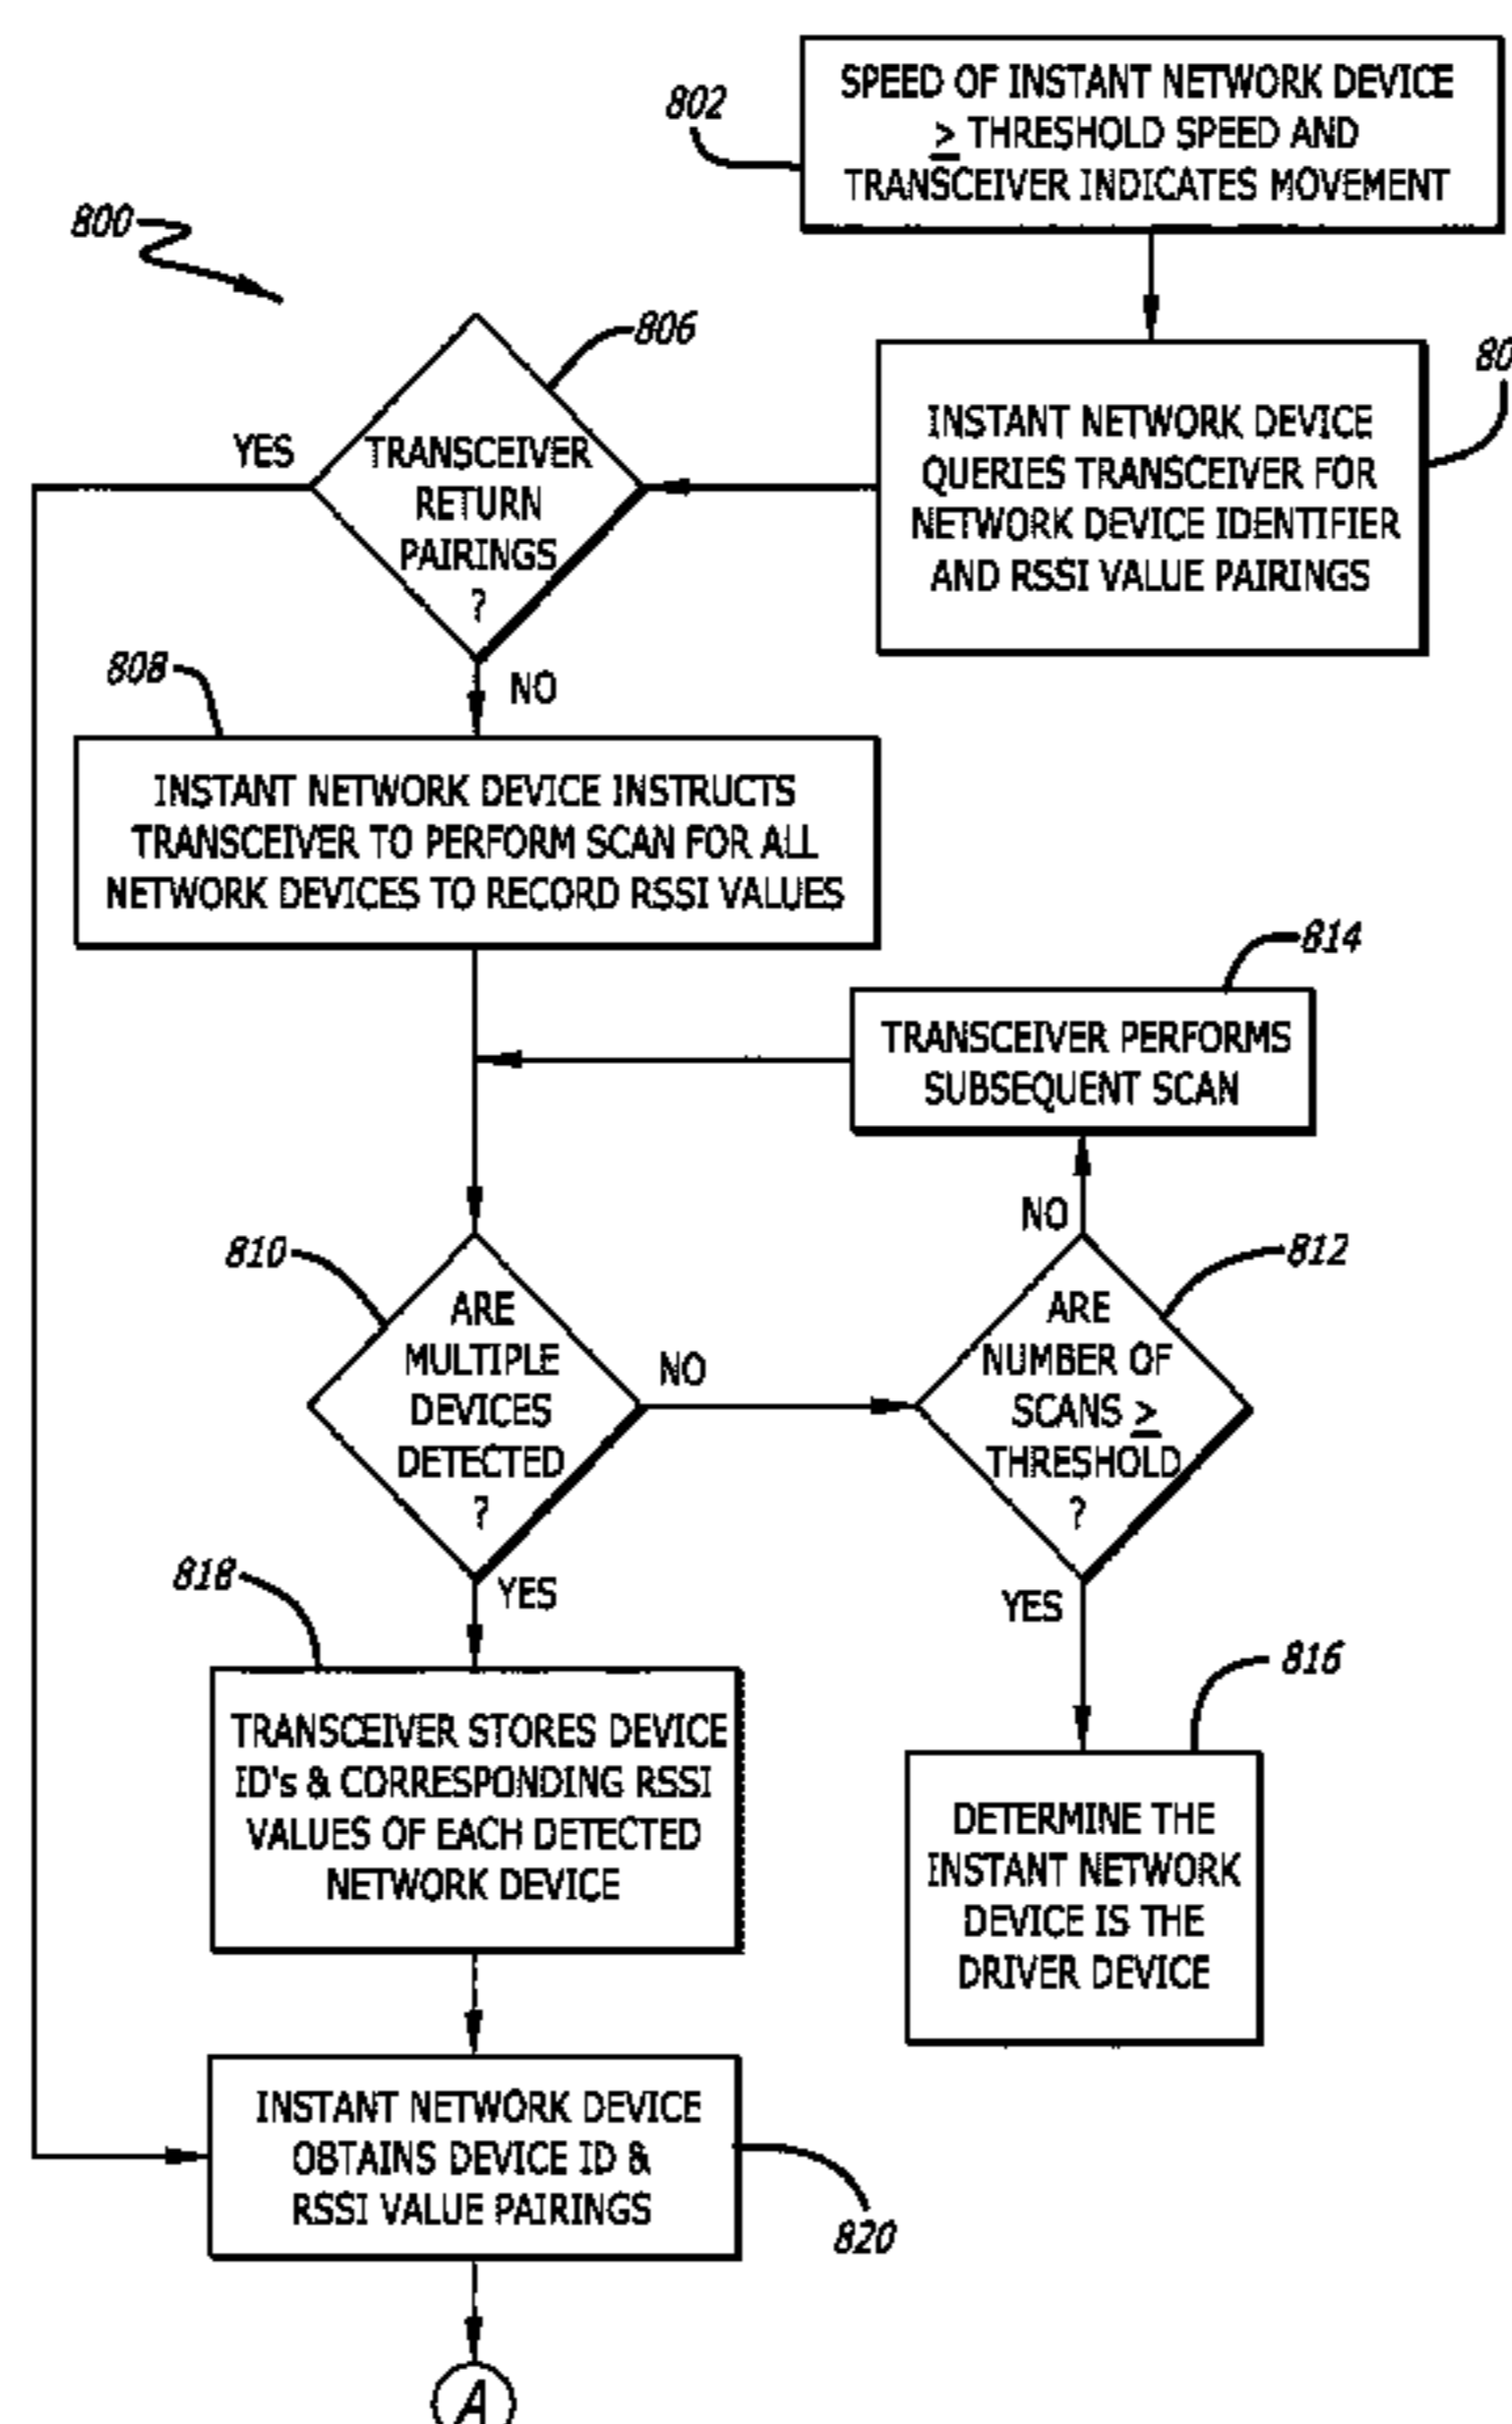 802
SPEED OF INSTANT NETWORK DEVICE
≥ THRESHOLD SPEED AND
TRANSCEIVER INDICATES MOVEMENT
800
806
YES
TRANSCEIVER
RETURN
PAIRINGS
?
NO
80
INSTANT NETWORK DEVICE
QUERIES TRANSCEIVER FOR
NETWORK DEVICE IDENTIFIER
AND RSSI VALUE PAIRINGS
808
INSTANT NETWORK DEVICE INSTRUCTS
TRANSCEIVER TO PERFORM SCAN FOR ALL
NETWORK DEVICES TO RECORD RSSI VALUES
814
TRANSCEIVER PERFORMS
SUBSEQUENT SCAN
NO
810
ARE
MULTIPLE
DEVICES
DETECTED
?
NO
YES
812
ARE
NUMBER OF
SCANS ≥
THRESHOLD
?
YES
818
TRANSCEIVER STORES DEVICE
ID's & CORRESPONDING RSSI
VALUES OF EACH DETECTED
NETWORK DEVICE
816
DETERMINE THE
INSTANT NETWORK
DEVICE IS THE
DRIVER DEVICE
INSTANT NETWORK DEVICE
OBTAINS DEVICE ID &
RSSI VALUE PAIRINGS
820
A